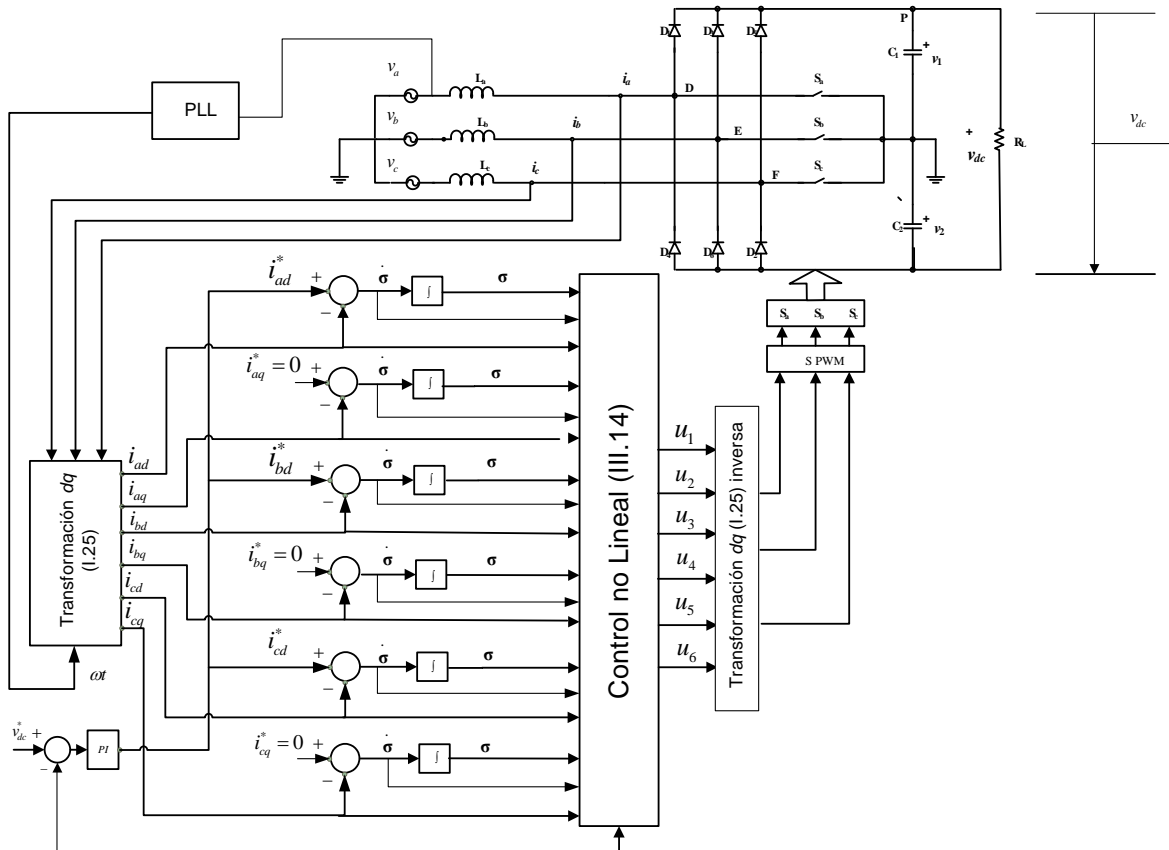 PLL
v_a
v_b
v_c
L_a
L_b
L_c
i_a
i_b
i_c
D
E
F
S_a
S_b
S_c
P
C_1
+
v_1
C_2
+
v_2
+
v_dc
R_L
v_dc
S_a S_b S_c
S PWM
i*_ad + −
σ̇ ∫ σ
i*_aq = 0 + −
σ̇ ∫ σ
i*_bd + −
σ̇ ∫ σ
i*_bq = 0 + −
σ̇ ∫ σ
i*_cd + −
σ̇ ∫ σ
i*_cq = 0 + −
σ̇ ∫ σ
Transformación dq
(I.25)
i_ad
i_aq
i_bd
i_bq
i_cd
i_cq
ωt
v*_dc + −
PI
Control no Lineal (III.14)
u_1
u_2
u_3
u_4
u_5
u_6
Transformación dq (I.25) inversa